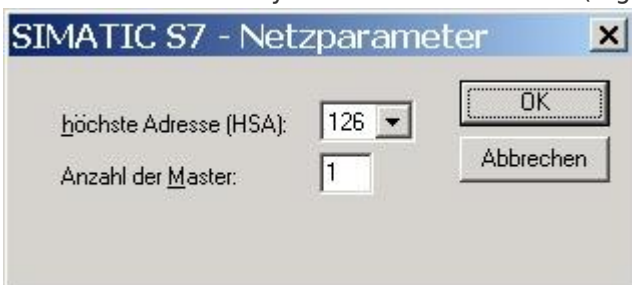 SIMATIC S7 - Netzparameter
höchste Adresse (HSA): 126
OK
Anzahl der Master: 1
Abbrechen